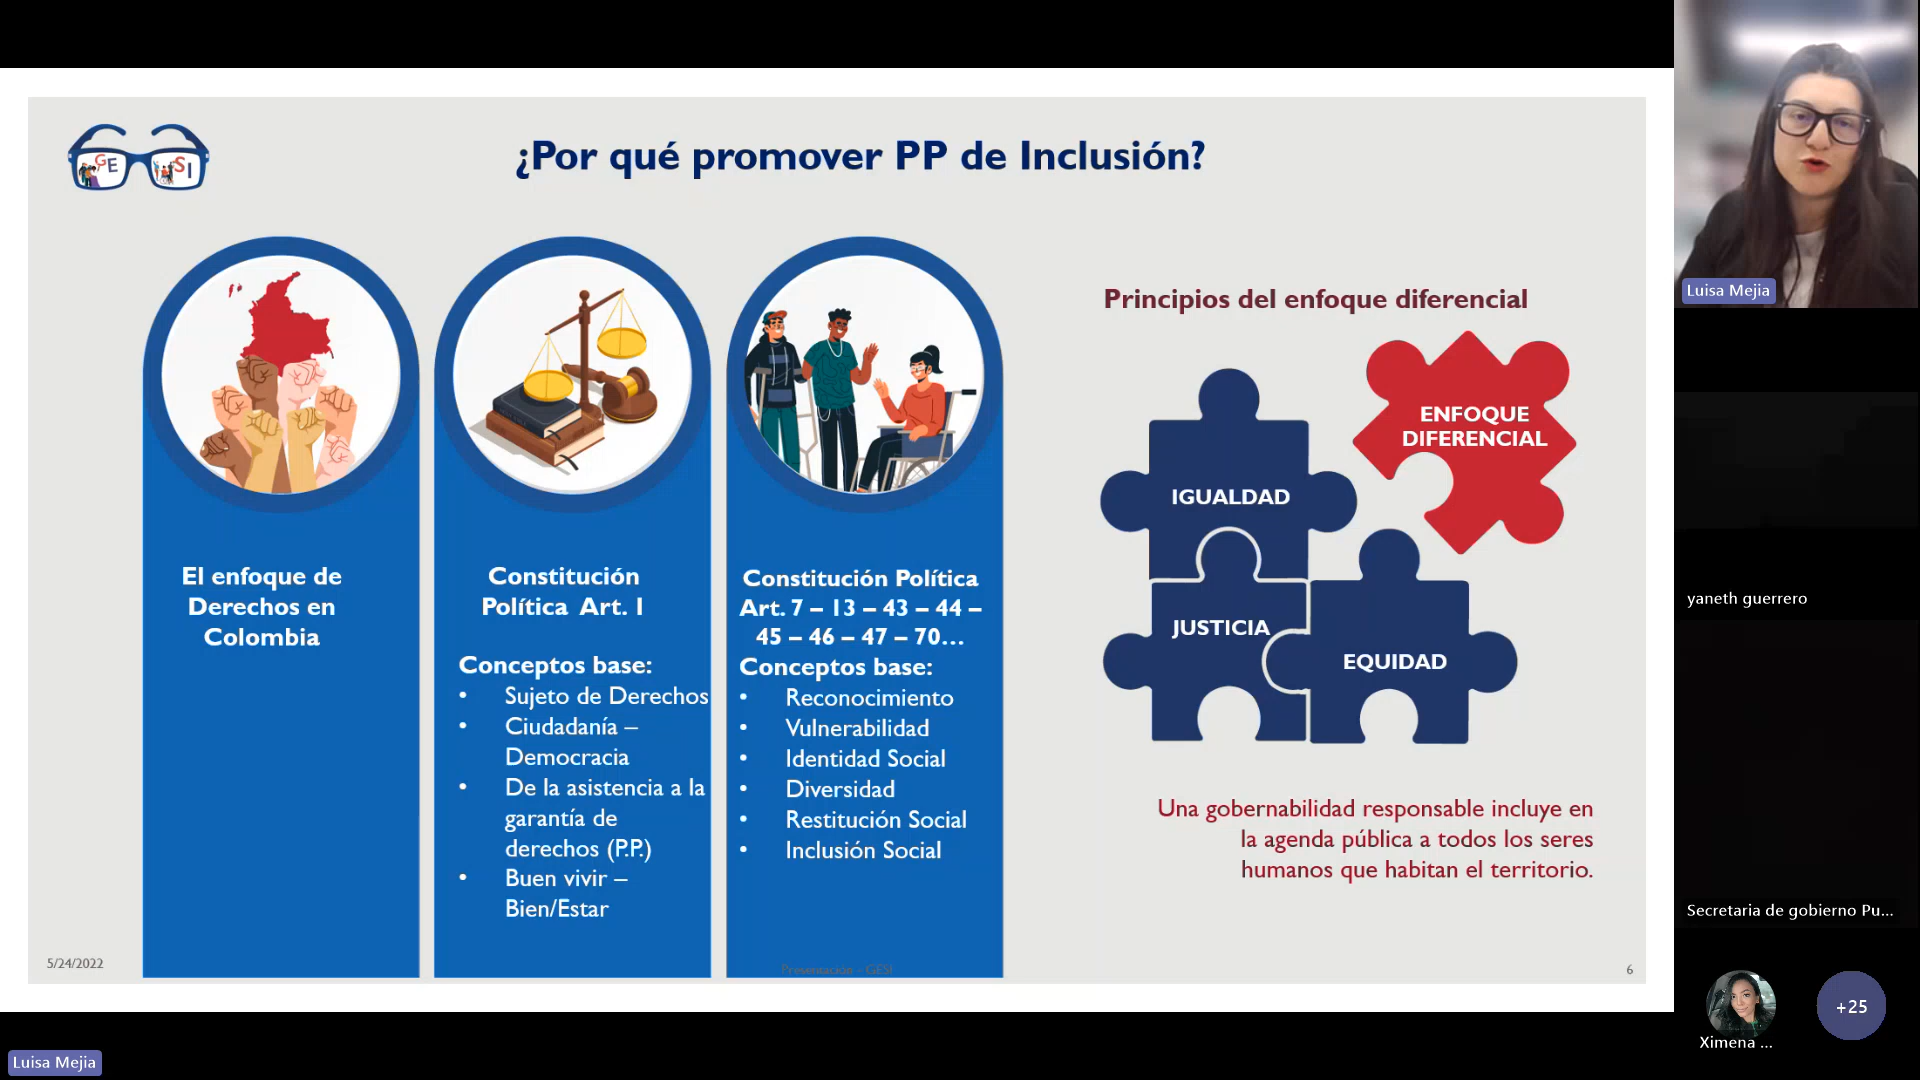 G E S I
¿Por qué promover PP de Inclusión?
El enfoque de
Derechos en
Colombia
Constitución
Política Art. I
Conceptos base:
• Sujeto de Derechos
• Ciudadanía –
Democracia
• De la asistencia a la
garantía de
derechos (P.P.)
• Buen vivir –
Bien/Estar
Constitución Política
Art. 7 – 13 – 43 – 44 –
45 – 46 – 47 – 70...
Conceptos base:
• Reconocimiento
• Vulnerabilidad
• Identidad Social
• Diversidad
• Restitución Social
• Inclusión Social
Principios del enfoque diferencial
ENFOQUE
DIFERENCIAL
IGUALDAD
JUSTICIA
EQUIDAD
Una gobernabilidad responsable incluye en
la agenda pública a todos los seres
humanos que habitan el territorio.
5/24/2022
Presentación - GESI
6
Luisa Mejia
yaneth guerrero
Secretaria de gobierno Pu...
Ximena ...
+25
Luisa Mejia